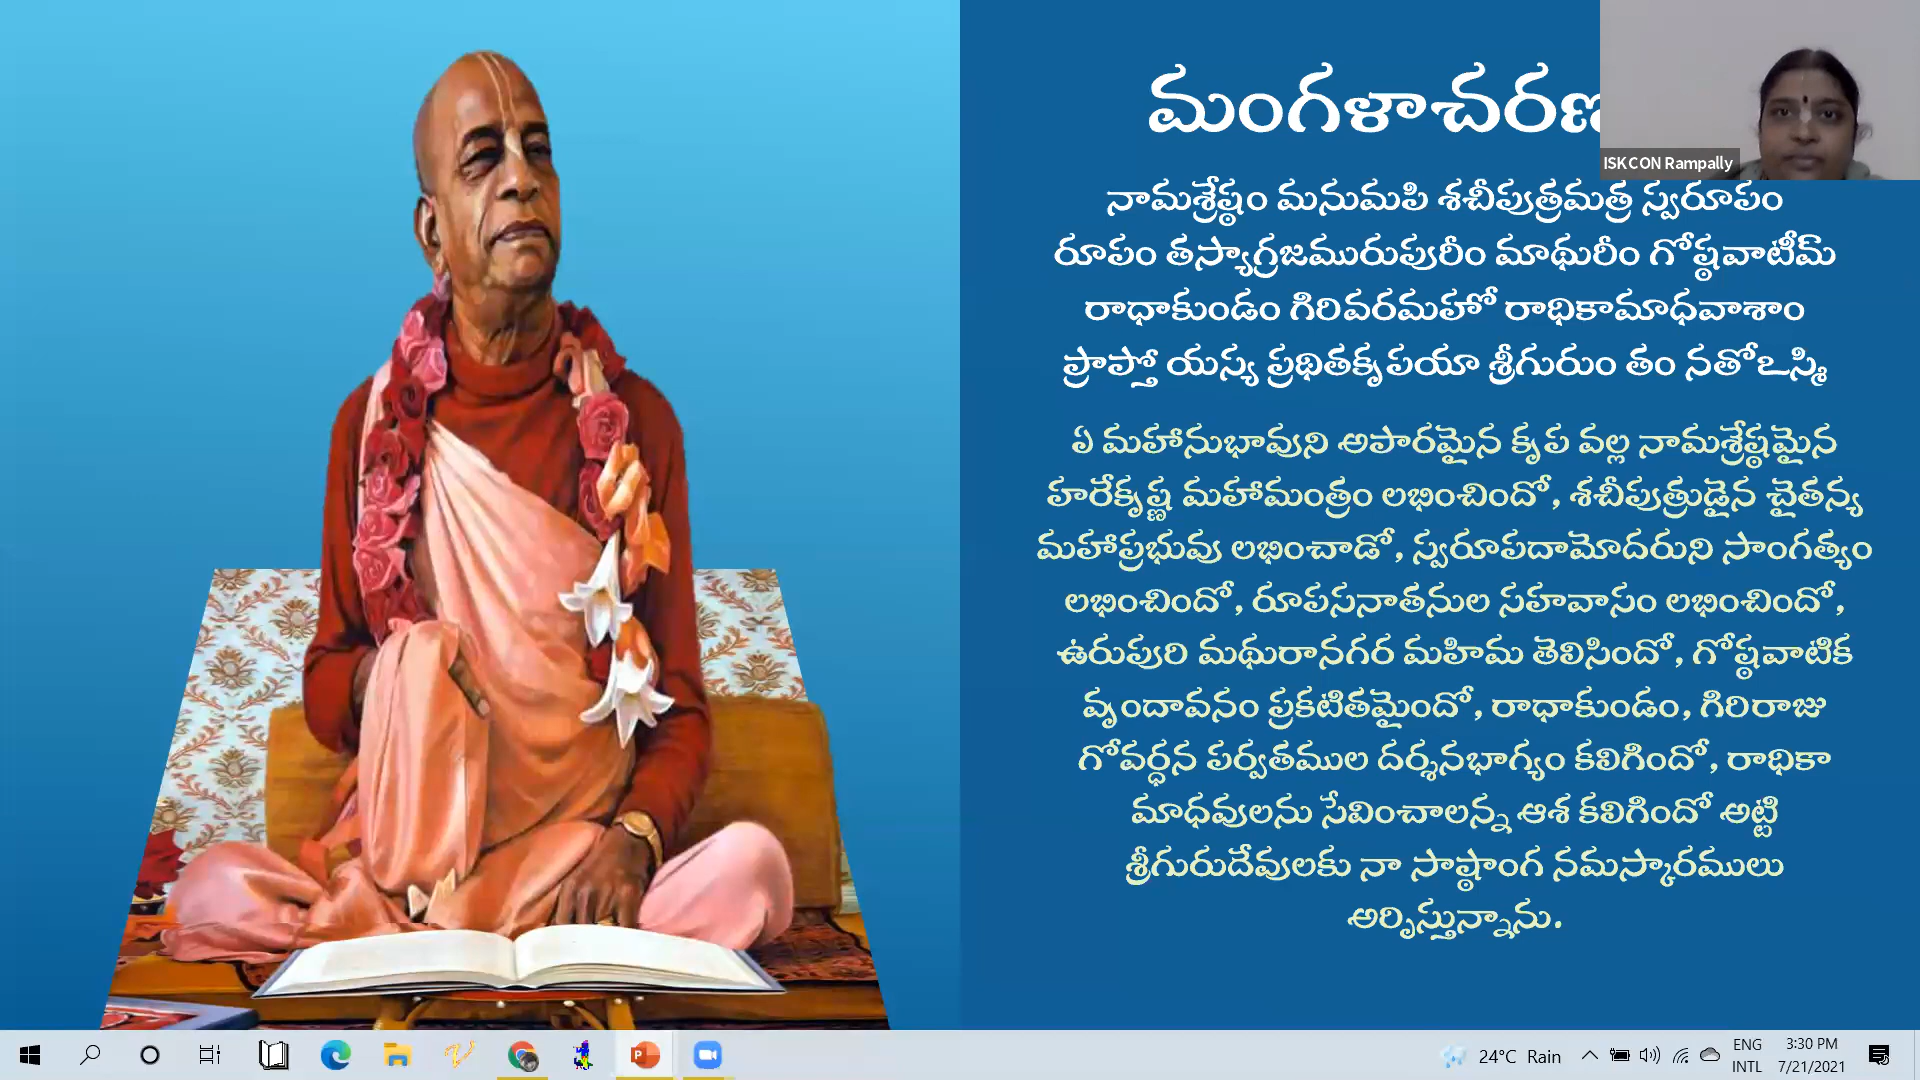 మంగళాచరణ
ISKCON Rampally
నామశ్రేష్ఠం మనుమపి శచీపుత్రమత్ర స్వరూపం
రూపం తస్యాగ్రజమురుపురీం మాథురీం గోష్ఠవాటీమ్
రాధాకుండం గిరివరమహో రాధికామాధవాశాం
ప్రాప్తో యస్య ప్రథితకృపయా శ్రీగురుం తం నతోఽస్మి
ఏ మహానుభావుని అపారమైన కృప వల్ల నామశ్రేష్ఠమైన
హరేకృష్ణ మహామంత్రం లభించిందో, శచీపుత్రుడైన చైతన్య
మహాప్రభువు లభించాడో, స్వరూపదామోదరుని సాంగత్యం
లభించిందో, రూపసనాతనుల సహవాసం లభించిందో,
ఉరుపురి మథురానగర మహిమ తెలిసిందో, గోష్ఠవాటిక
వృందావనం ప్రకటితమైందో, రాధాకుండం, గిరిరాజు
గోవర్ధన పర్వతముల దర్శనభాగ్యం కలిగిందో, రాధికా
మాధవులను సేవించాలన్న ఆశ కలిగిందో అట్టి
శ్రీగురుదేవులకు నా సాష్ఠాంగ నమస్కారములు
అర్పిస్తున్నాను.
24°C Rain
ENG
INTL
3:30 PM
7/21/2021